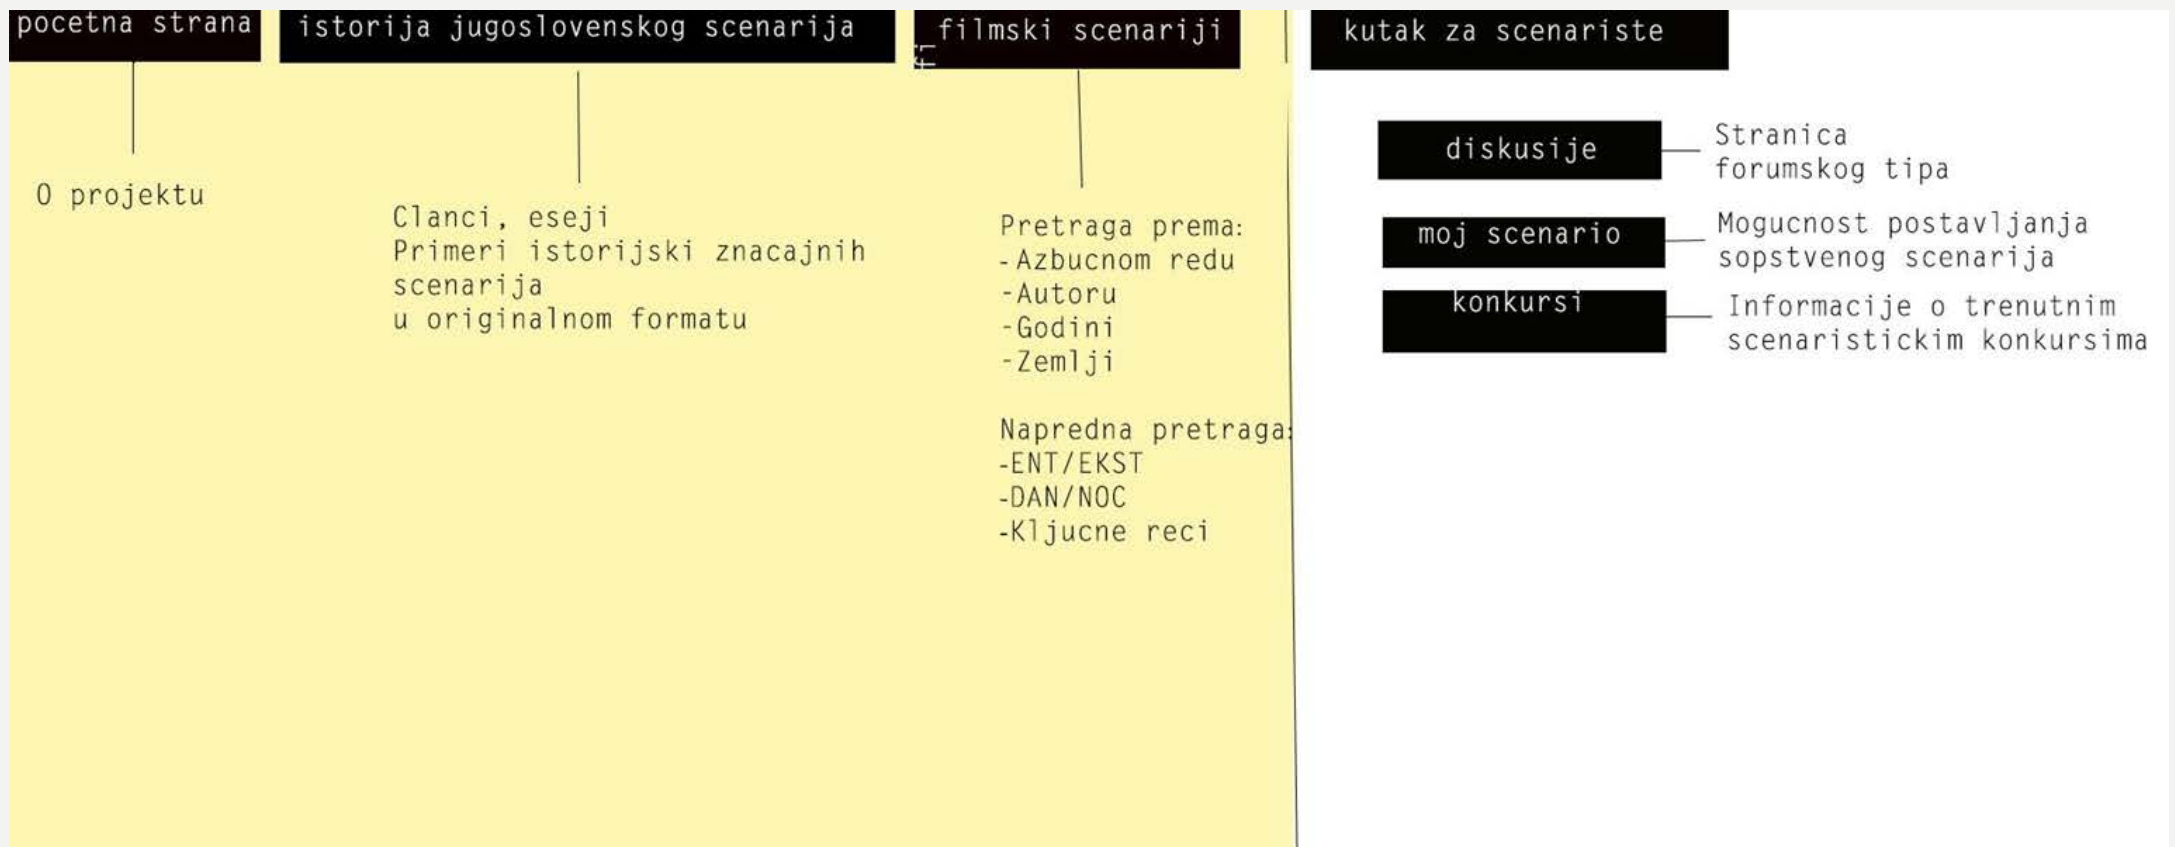 pocetna strana
istorija jugoslovenskog scenarija
filmski scenariji
fi
kutak za scenariste
O projektu
Clanci, eseji
Primeri istorijski znacajnih
scenarija
u originalnom formatu
Pretraga prema:
-Azbucnom redu
-Autoru
-Godini
-Zemlji
Napredna pretraga:
-ENT/EKST
-DAN/NOC
-Kljucne reci
diskusije
Stranica
forumskog tipa
moj scenario
Mogucnost postavljanja
sopstvenog scenarija
konkursi
Informacije o trenutnim
scenaristickim konkursima